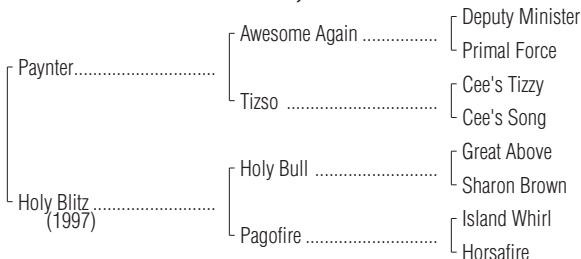 Deputy Minister
Awesome Again ..................
Primal Force
Paynter.................................
Cee's Tizzy
Tizso ....................................
Cee's Song
Great Above
Holy Bull .............................
Sharon Brown
Holy Blitz .............................
(1997)
Island Whirl
Pagofire ...............................
Horsafire